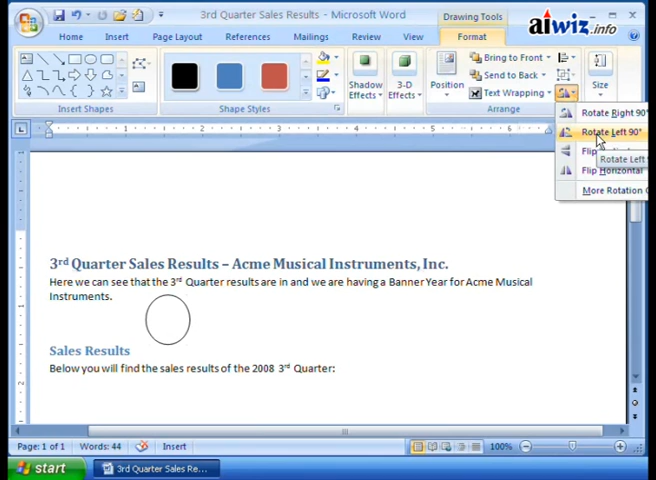 3rd Quarter Sales Results - Microsoft Word
Drawing Tools
aiwiz.info
Home Insert Page Layout References Mailings Review View Format
Bring to Front
Send to Back
Text Wrapping
Shadow Effects
3-D Effects
Position
Size
Insert Shapes
Shape Styles
Arrange
Rotate Right 90°
Rotate Left 90°
Rotate Left
Flip Horizontal
More Rotation
3rd Quarter Sales Results – Acme Musical Instruments, Inc.
Here we can see that the 3rd Quarter results are in and we are having a Banner Year for Acme Musical
Instruments.
Sales Results
Below you will find the sales results of the 2008 3rd Quarter:
Page: 1 of 1 Words: 44 Insert 100%
start 3rd Quarter Sales Re...